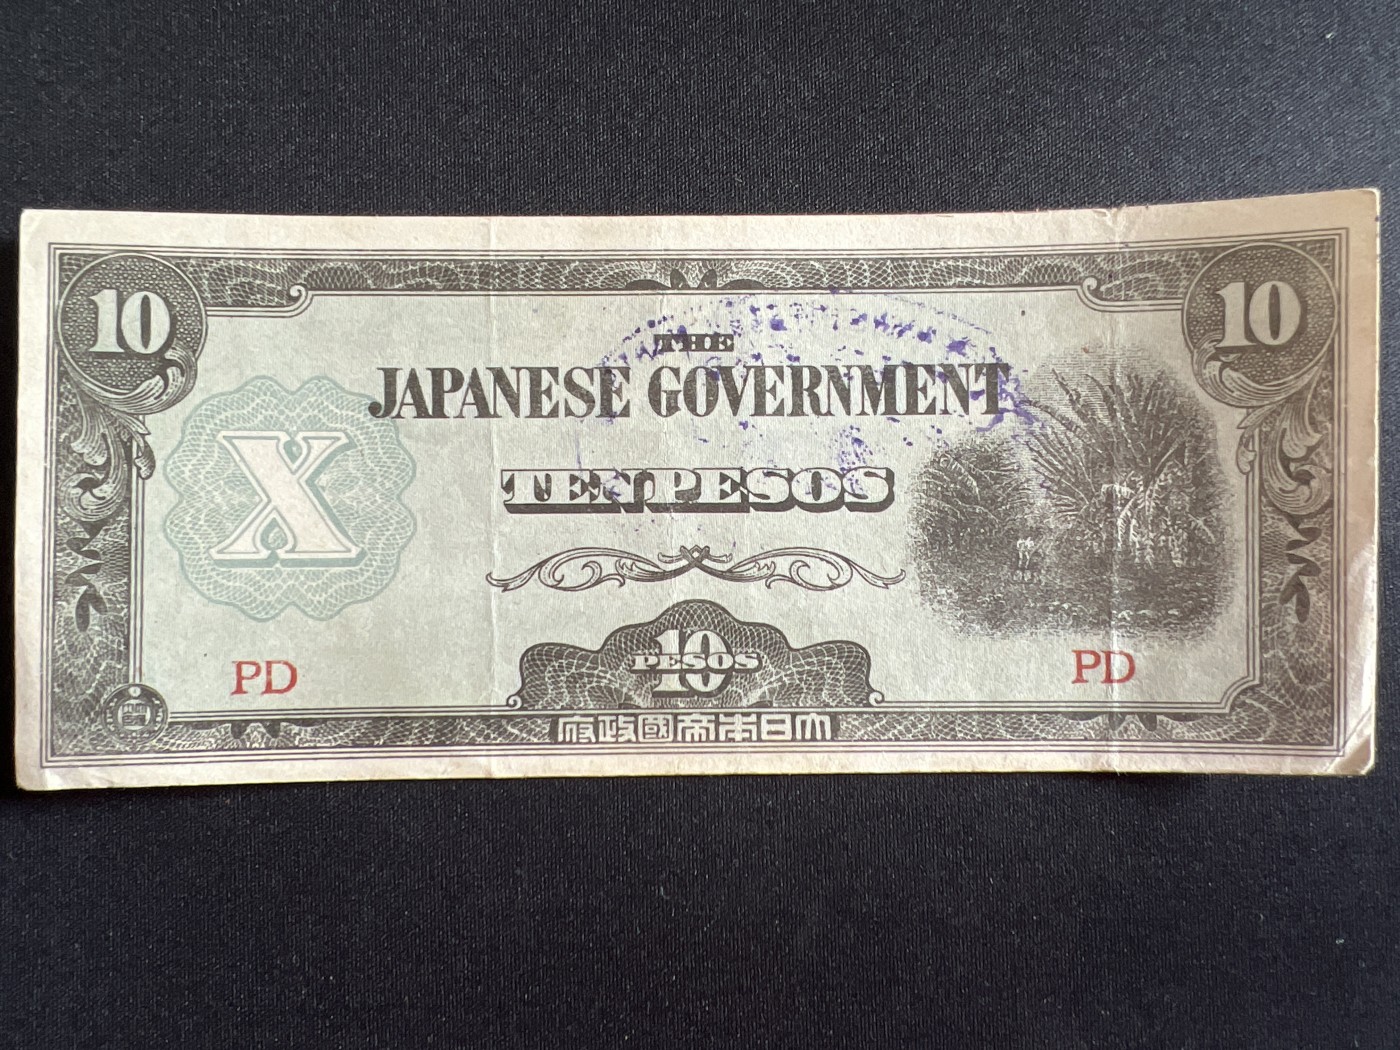 10
10
THE
JAPANESE GOVERNMENT
TEN PESOS
X
10
PESOS
PD
PD
府政國帝本日大